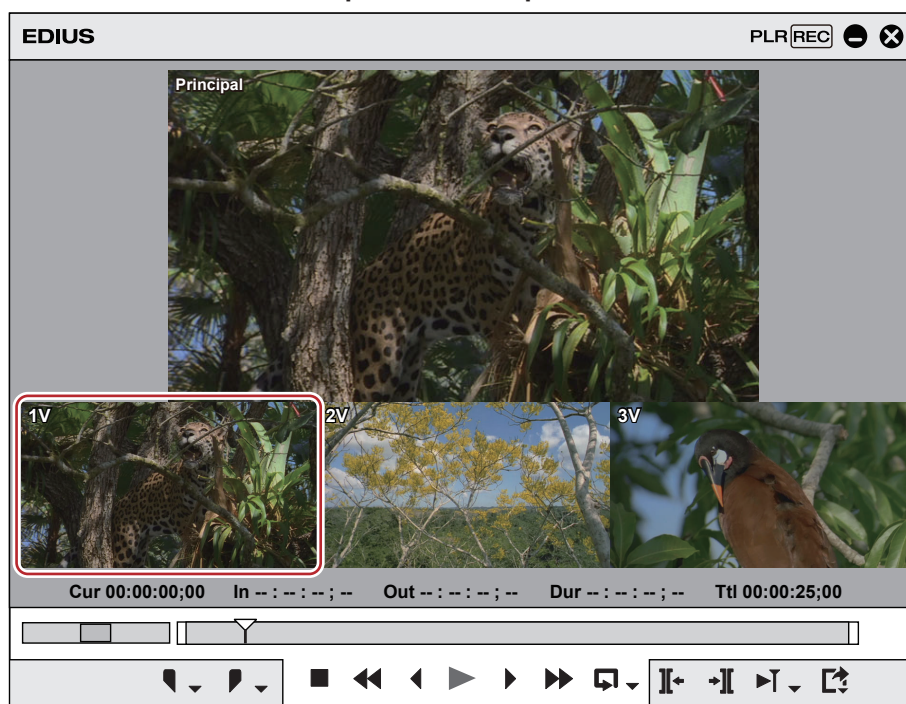 EDIUS
PLR REC
Principal
1V
2V
3V
Cur 00:00:00;00 In -- : -- : -- ; -- Out -- : -- : -- ; -- Dur -- : -- : -- ; -- Ttl 00:00:25;00